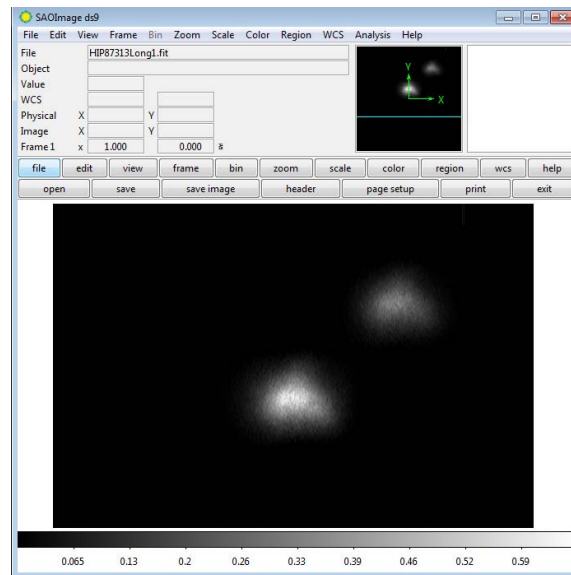 SAOImage ds9
File Edit View Frame Bin Zoom Scale Color Region WCS Analysis Help
File HIP87313Long1.fit
Object
Value
WCS
Physical X Y
Image X Y
Frame 1 x 1.000 0.000 °
Y
X
file edit view frame bin zoom scale color region wcs help
open save save image header page setup print exit
0.065 0.13 0.2 0.26 0.33 0.39 0.46 0.52 0.59